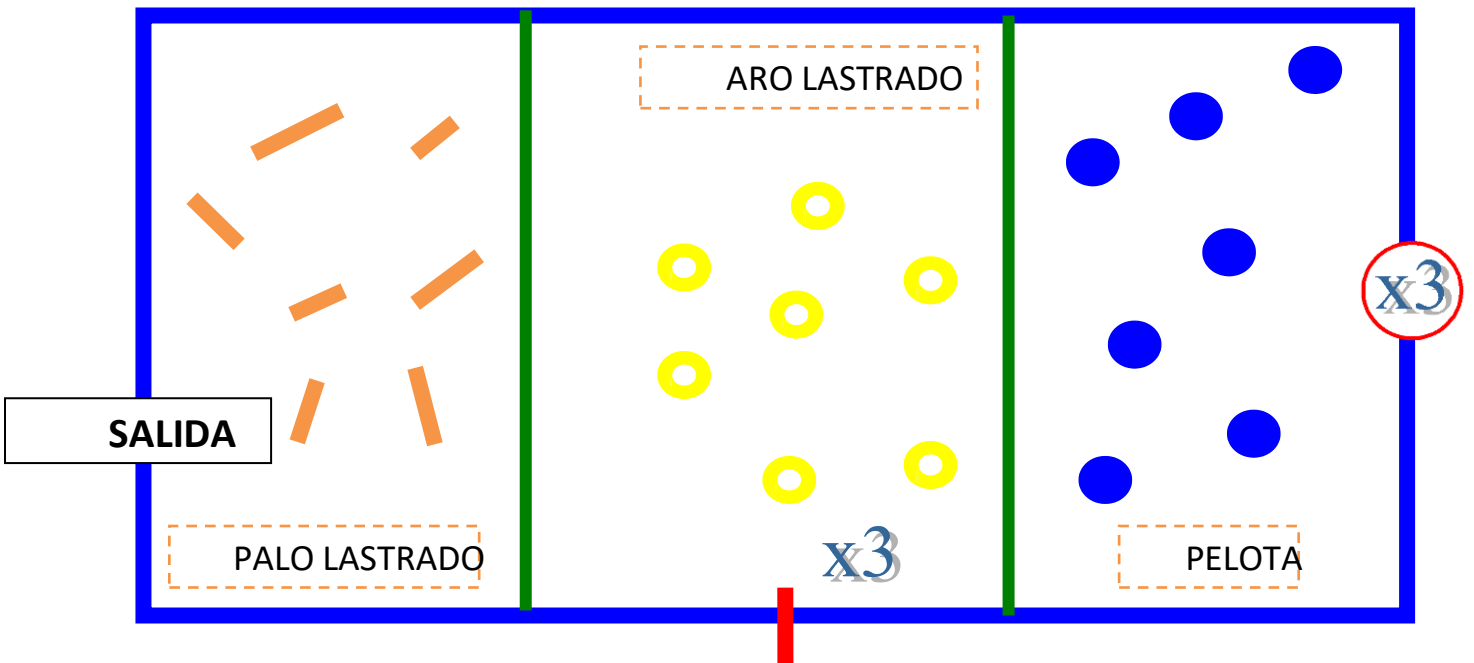 ARO LASTRADO
x3
SALIDA
x3
PALO LASTRADO
PELOTA